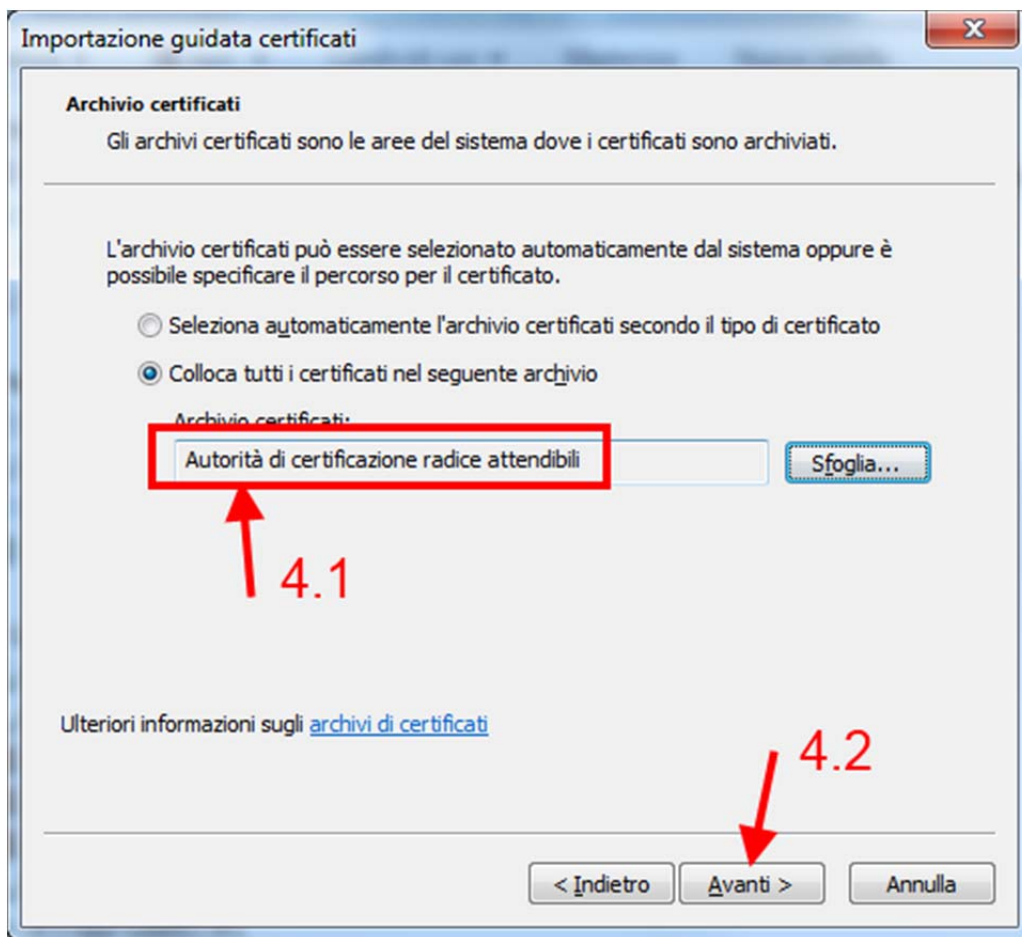 Importazione guidata certificati
Archivio certificati
Gli archivi certificati sono le aree del sistema dove i certificati sono archiviati.
L'archivio certificati può essere selezionato automaticamente dal sistema oppure è
possibile specificare il percorso per il certificato.
Seleziona automaticamente l'archivio certificati secondo il tipo di certificato
Colloca tutti i certificati nel seguente archivio
Archivio certificati:
Autorità di certificazione radice attendibili
Sfoglia...
4.1
Ulteriori informazioni sugli archivi di certificati
4.2
< Indietro
Avanti >
Annulla